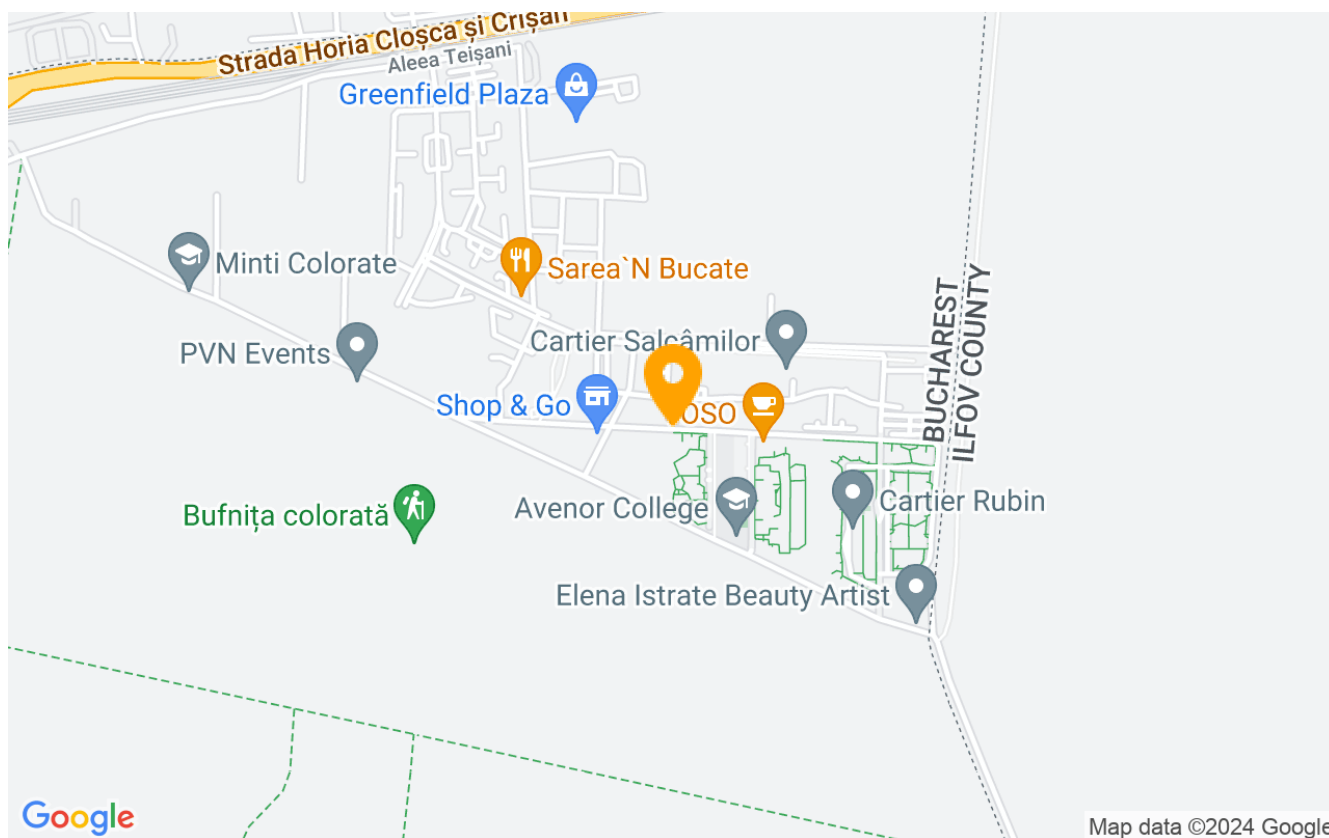 Strada Horia Cloșca și Crișan
Aleea Teișani
Greenfield Plaza
Minti Colorate
Sarea`N Bucate
PVN Events
Cartier Salcâmilor
BUCHAREST
ILFOV COUNTY
Shop & Go
OSO
Bufnița colorată
Avenor College
Cartier Rubin
Elena Istrate Beauty Artist
Google
Map data ©2024 Google